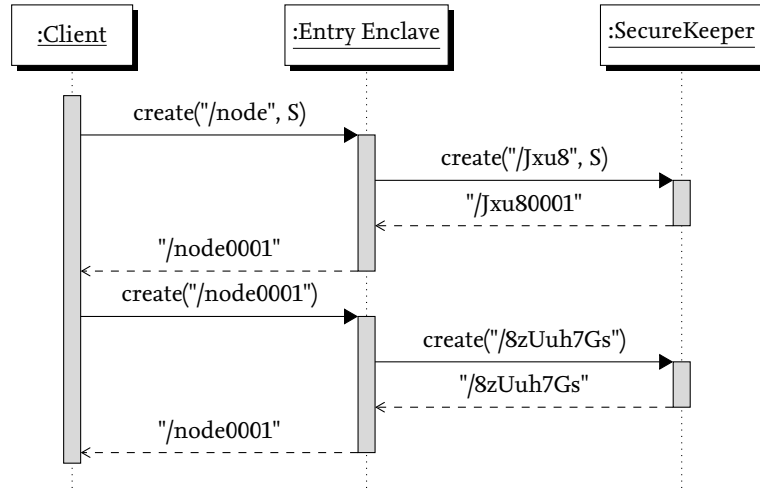 :Client
:Entry Enclave
:SecureKeeper
create("/node", S)
create("/Jxu8", S)
"/Jxu80001"
"/node0001"
create("/node0001")
create("/8zUuh7Gs")
"/8zUuh7Gs"
"/node0001"